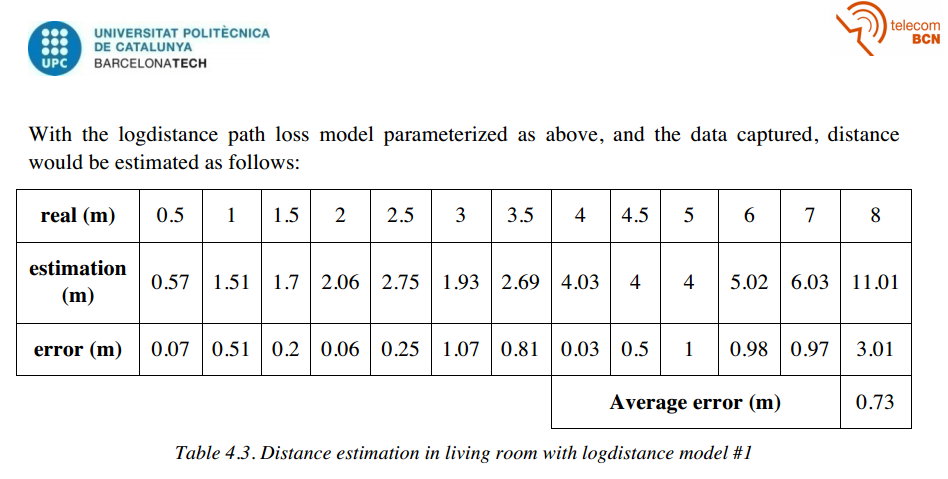 UNIVERSITAT POLITÈCNICA
DE CATALUNYA
BARCELONATECH
UPC
telecom
BCN
With the logdistance path loss model parameterized as above, and the data captured, distance
would be estimated as follows:
real (m) 0.5 1 1.5 2 2.5 3 3.5 4 4.5 5 6 7 8
estimation
(m) 0.57 1.51 1.7 2.06 2.75 1.93 2.69 4.03 4 4 5.02 6.03 11.01
error (m) 0.07 0.51 0.2 0.06 0.25 1.07 0.81 0.03 0.5 1 0.98 0.97 3.01
Average error (m) 0.73
Table 4.3. Distance estimation in living room with logdistance model #1